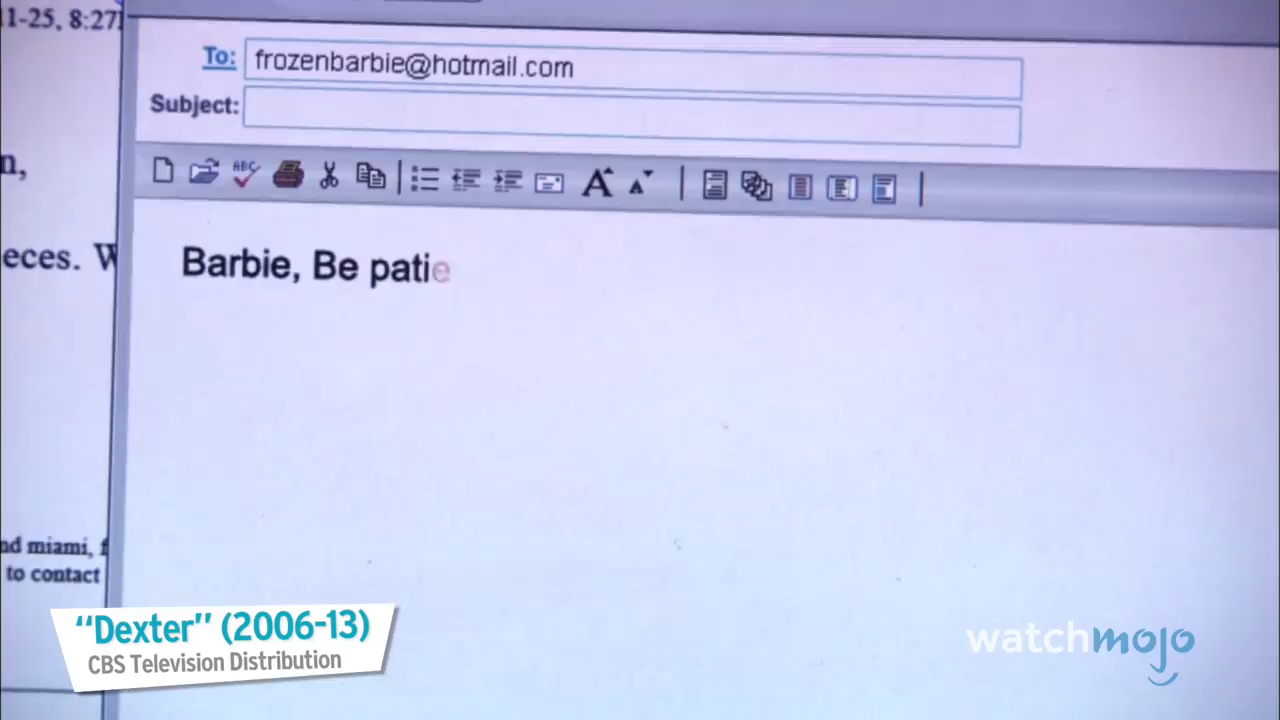 1-25, 8:27]
To: frozenbarbie@hotmail.com
Subject:
n,
ABC
A A
eces. W
Barbie, Be patie
nd miami, f
to contact
“Dexter” (2006-13)
CBS Television Distribution
watchmojo